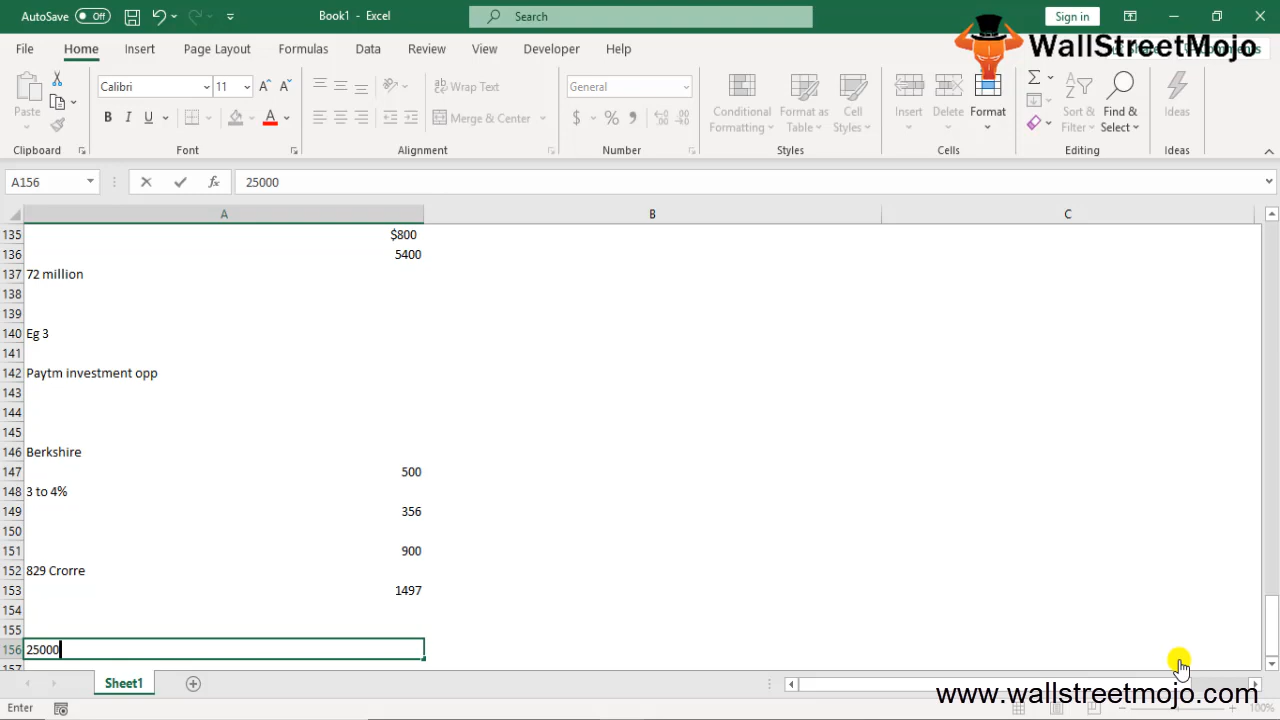 AutoSave Off Book1 - Excel Search Sign in
File Home Insert Page Layout Formulas Data Review View Developer Help
WallStreetMojo
Paste Calibri 11 Wrap Text General Conditional Formatting Format as Table Cell Styles Insert Delete Format Sort & Filter Find & Select Ideas
B I U Merge & Center $ %
Clipboard Font Alignment Number Styles Cells Editing Ideas
A156 fx 25000
A B C
135 $800
136 5400
137 72 million
138
139
140 Eg 3
141
142 Paytm investment opp
143
144
145
146 Berkshire
147 500
148 3 to 4%
149 356
150
151 900
152 829 Crorre
153 1497
154
155
156 25000
157
Sheet1
www.wallstreetmojo.com
Enter 100%